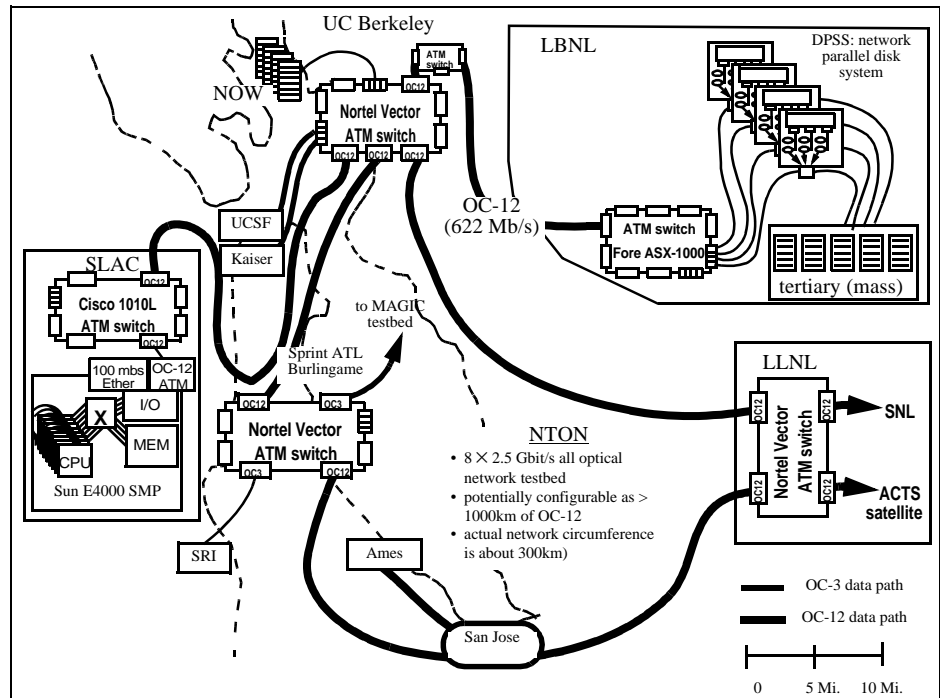 UC Berkeley
ATM
switch
NOW
OC12
Nortel Vector
ATM switch
OC12
OC12
OC12
LBNL
DPSS: network
parallel disk
system
OC-12
(622 Mb/s)
ATM switch
Fore ASX-1000
tertiary (mass)
UCSF
Kaiser
SLAC
OC12
Cisco 1010L
ATM switch
OC12
100 mbs
Ether
OC-12
ATM
I/O
X
MEM
CPU
Sun E4000 SMP
to MAGIC
testbed
Sprint ATL
Burlingame
OC12
OC3
Nortel Vector
ATM switch
OC3
OC12
SRI
Ames
San Jose
NTON
• 8 × 2.5 Gbit/s all optical
network testbed
• potentially configurable as >
1000km of OC-12
• actual network circumference
is about 300km)
LLNL
OC12
OC12
Nortel Vector
ATM switch
OC12
OC12
SNL
ACTS
satellite
OC-3 data path
OC-12 data path
0 5 Mi. 10 Mi.